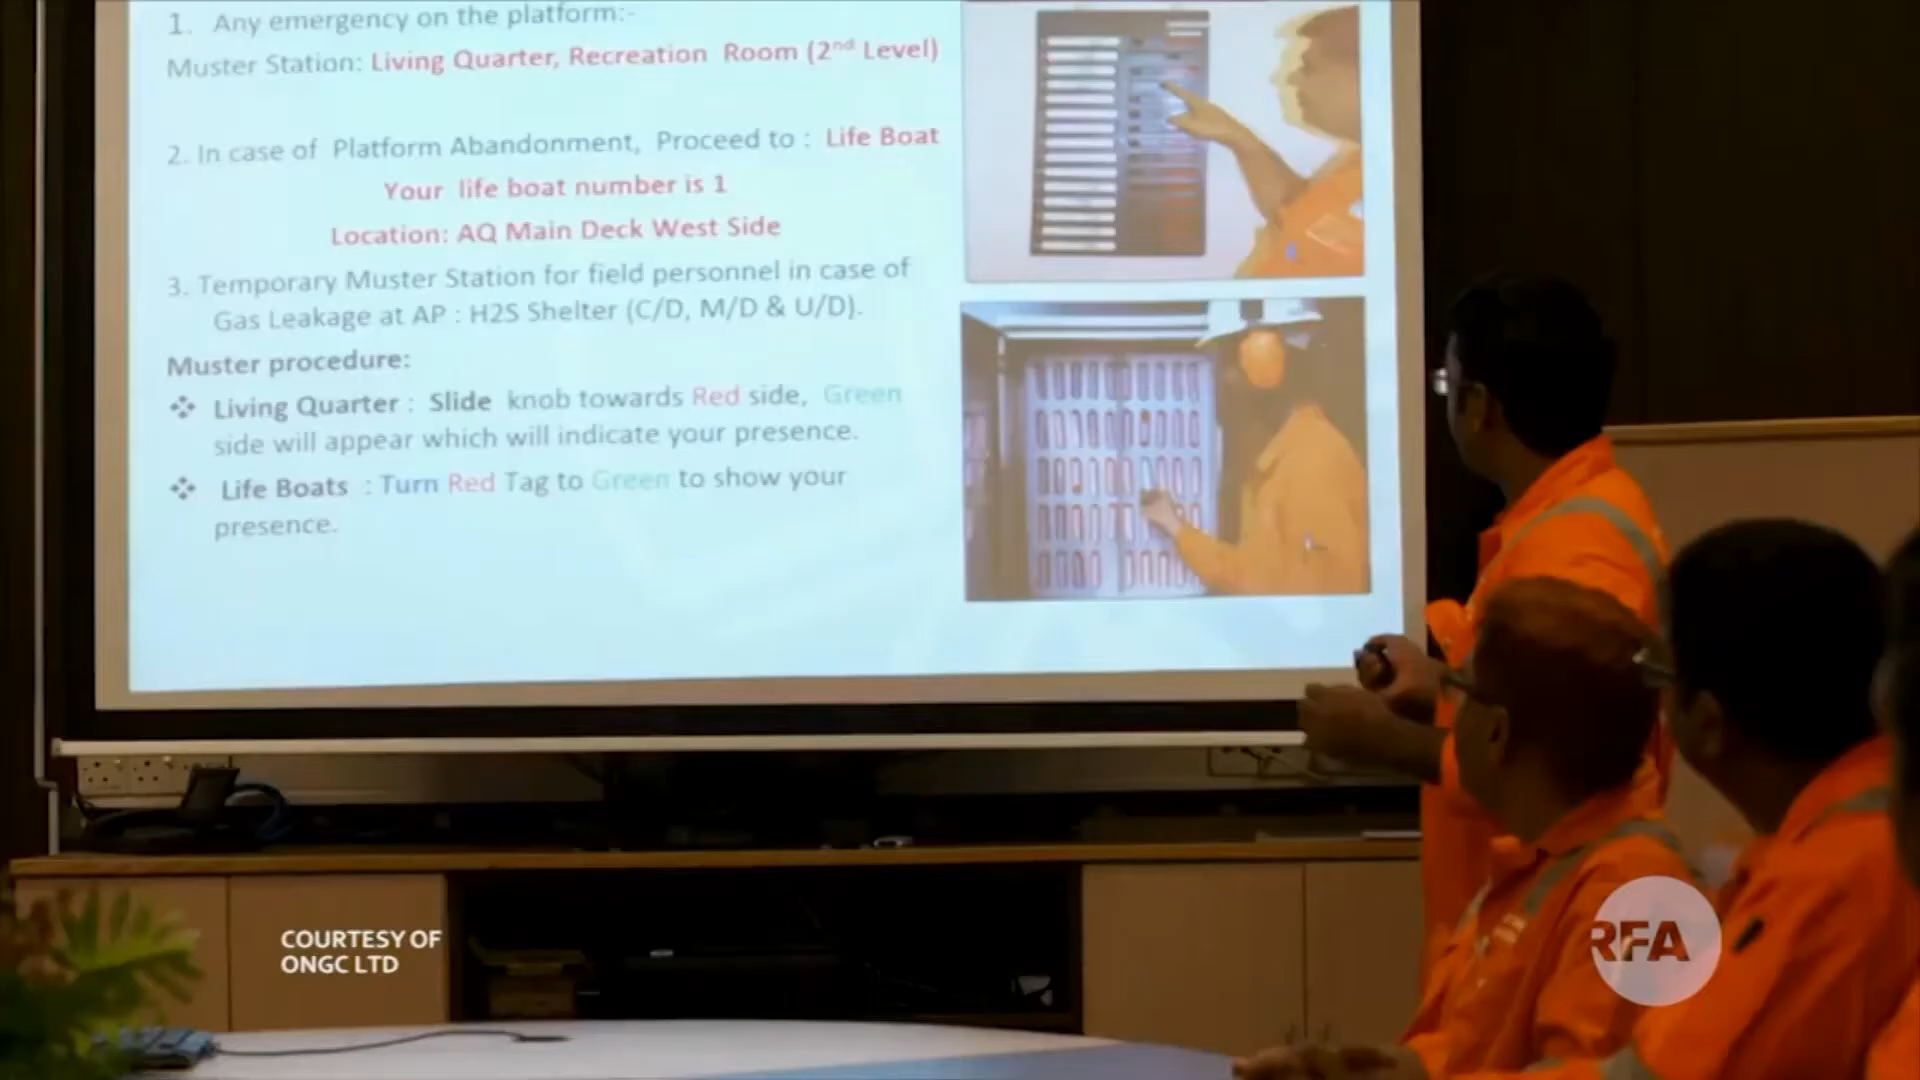 1. Any emergency on the platform:-
Muster Station: Living Quarter, Recreation Room (2nd Level)
2. In case of Platform Abandonment, Proceed to : Life Boat
Your life boat number is 1
Location: AQ Main Deck West Side
3. Temporary Muster Station for field personnel in case of
Gas Leakage at AP : H2S Shelter (C/D, M/D & U/D).
Muster procedure:
❖ Living Quarter : Slide knob towards Red side, Green
side will appear which will indicate your presence.
❖ Life Boats : Turn Red Tag to Green to show your
presence.
COURTESY OF
ONGC LTD
RFA